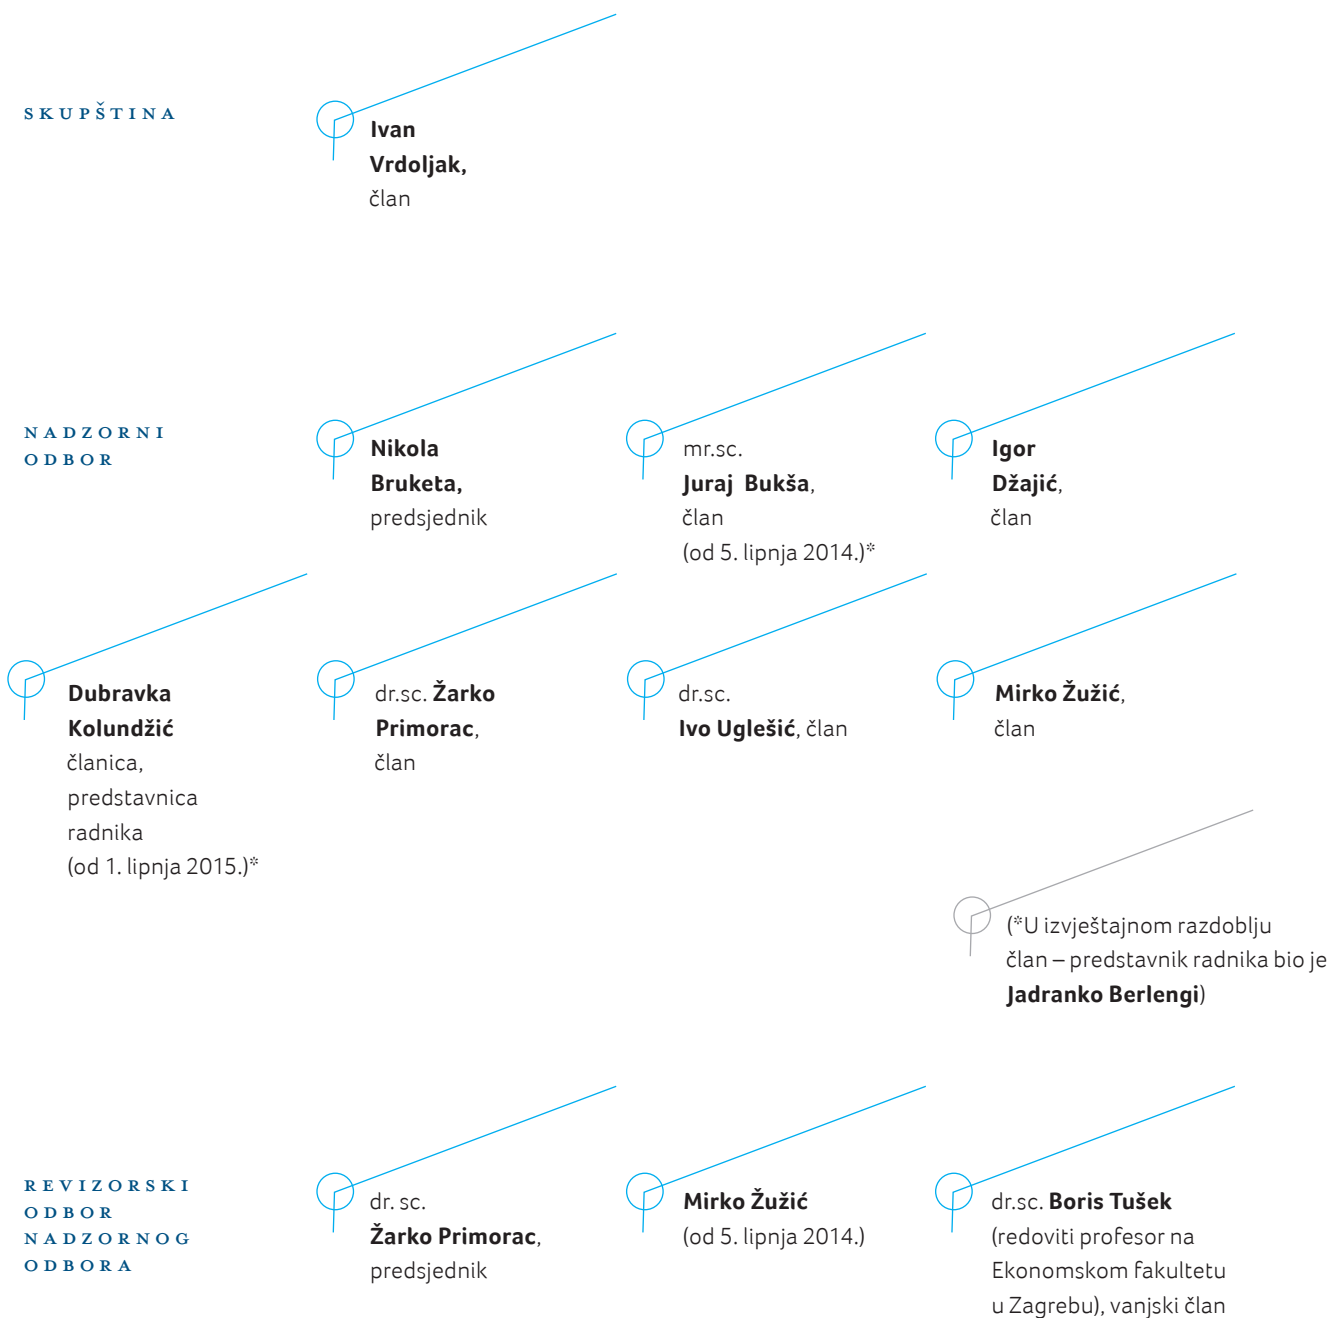 SKUPŠTINA
Ivan
Vrdoljak,
član
NADZORNI
ODBOR
Nikola
Bruketa,
predsjednik
mr.sc.
Juraj Bukša,
član
(od 5. lipnja 2014.)*
Igor
Džajić,
član
Dubravka
Kolundžić
članica,
predstavnica
radnika
(od 1. lipnja 2015.)*
dr.sc. Žarko
Primorac,
član
dr.sc.
Ivo Uglešić, član
Mirko Žužić,
član
(*U izvještajnom razdoblju
član – predstavnik radnika bio je
Jadranko Berlengi)
REVIZORSKI
ODBOR
NADZORNOG
ODBORA
dr. sc.
Žarko Primorac,
predsjednik
Mirko Žužić
(od 5. lipnja 2014.)
dr.sc. Boris Tušek
(redoviti profesor na
Ekonomskom fakultetu
u Zagrebu), vanjski član